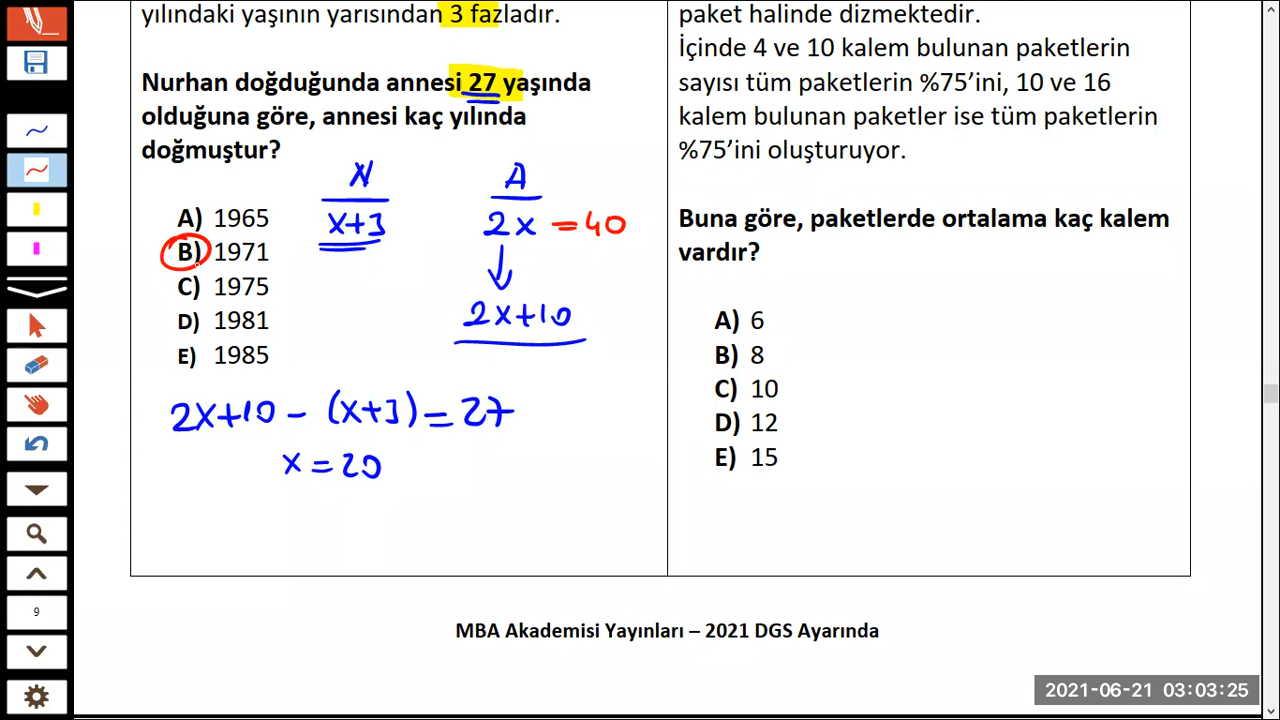 yılındaki yaşının yarısından 3 fazladır.
Nurhan doğduğunda annesi 27 yaşında
olduğuna göre, annesi kaç yılında
doğmuştur?
A) 1965
B) 1971
C) 1975
D) 1981
E) 1985
N
x+3
A
2x = 40
2x+10
2x+10 - (x+3) = 27
x = 20
paket halinde dizmektedir.
İçinde 4 ve 10 kalem bulunan paketlerin
sayısı tüm paketlerin %75’ini, 10 ve 16
kalem bulunan paketler ise tüm paketlerin
%75’ini oluşturuyor.
Buna göre, paketlerde ortalama kaç kalem
vardır?
A) 6
B) 8
C) 10
D) 12
E) 15
MBA Akademisi Yayınları – 2021 DGS Ayarında
9
2021-06-21 03:03:25